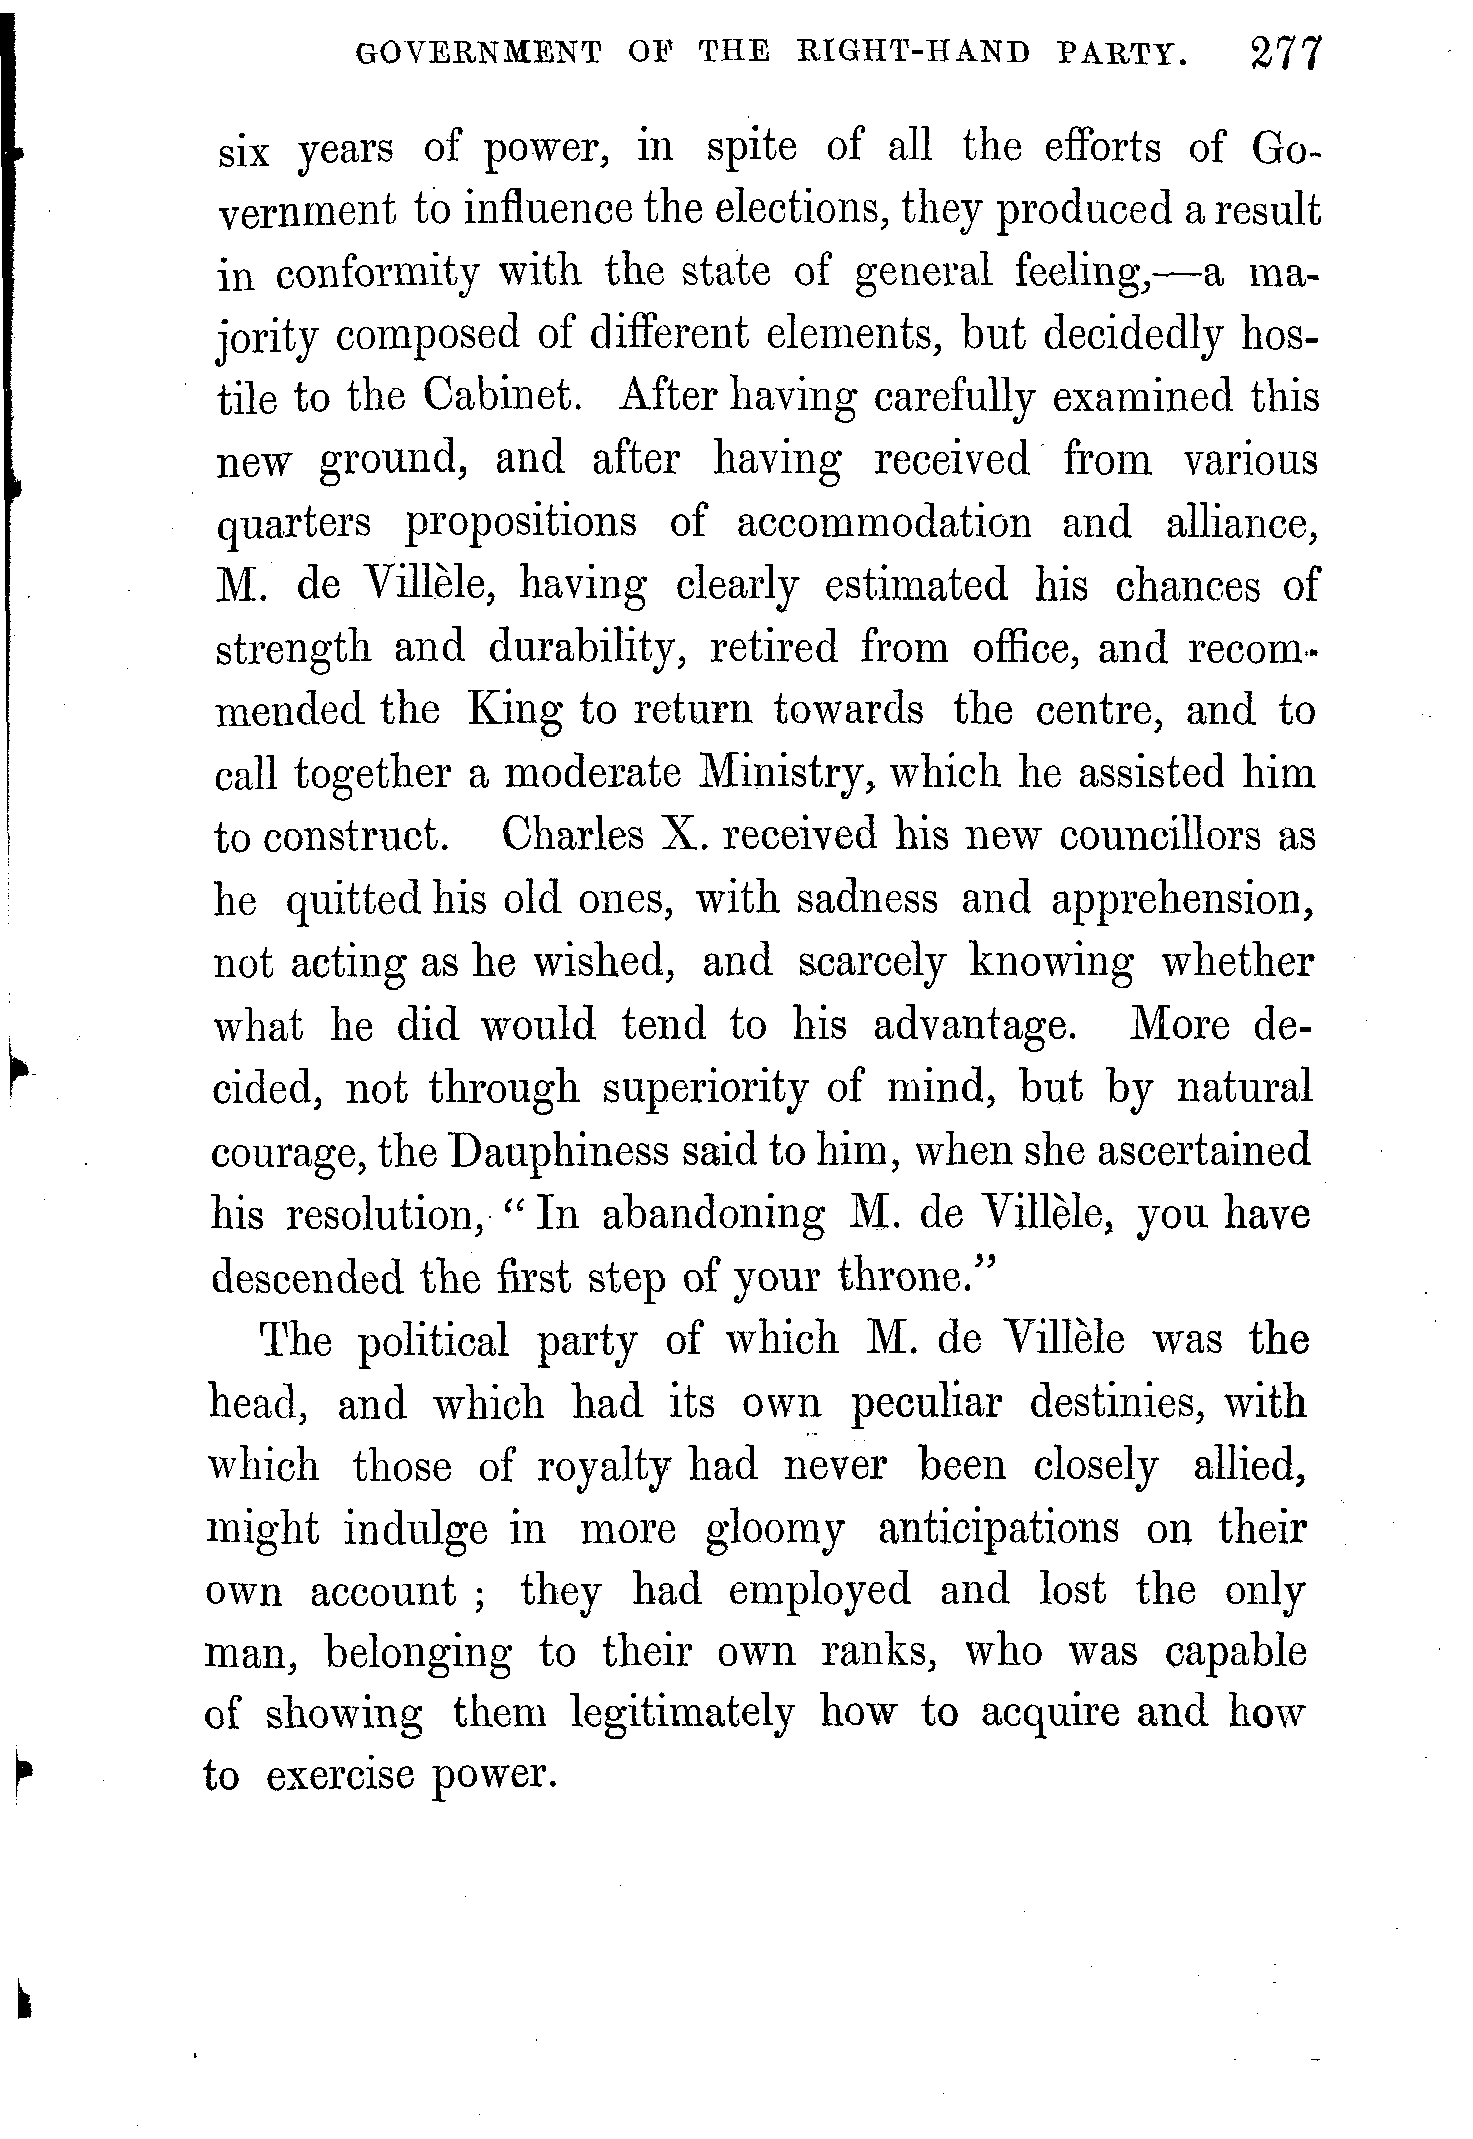 GOVERNMENT OF THE RIGHT-HAND PARTY. 277
six years of power, in spite of all the efforts of Go-
vernment to influence the elections, they produced a result
in conformity with the state of general feeling,—a ma-
jority composed of different elements, but decidedly hos-
tile to the Cabinet. After having carefully examined this
new ground, and after having received from various
quarters propositions of accommodation and alliance,
M. de Villèle, having clearly estimated his chances of
strength and durability, retired from office, and recom-
mended the King to return towards the centre, and to
call together a moderate Ministry, which he assisted him
to construct. Charles X. received his new councillors as
he quitted his old ones, with sadness and apprehension,
not acting as he wished, and scarcely knowing whether
what he did would tend to his advantage. More de-
cided, not through superiority of mind, but by natural
courage, the Dauphiness said to him, when she ascertained
his resolution, “In abandoning M. de Villèle, you have
descended the first step of your throne.”
The political party of which M. de Villèle was the
head, and which had its own peculiar destinies, with
which those of royalty had never been closely allied,
might indulge in more gloomy anticipations on their
own account ; they had employed and lost the only
man, belonging to their own ranks, who was capable
of showing them legitimately how to acquire and how
to exercise power.